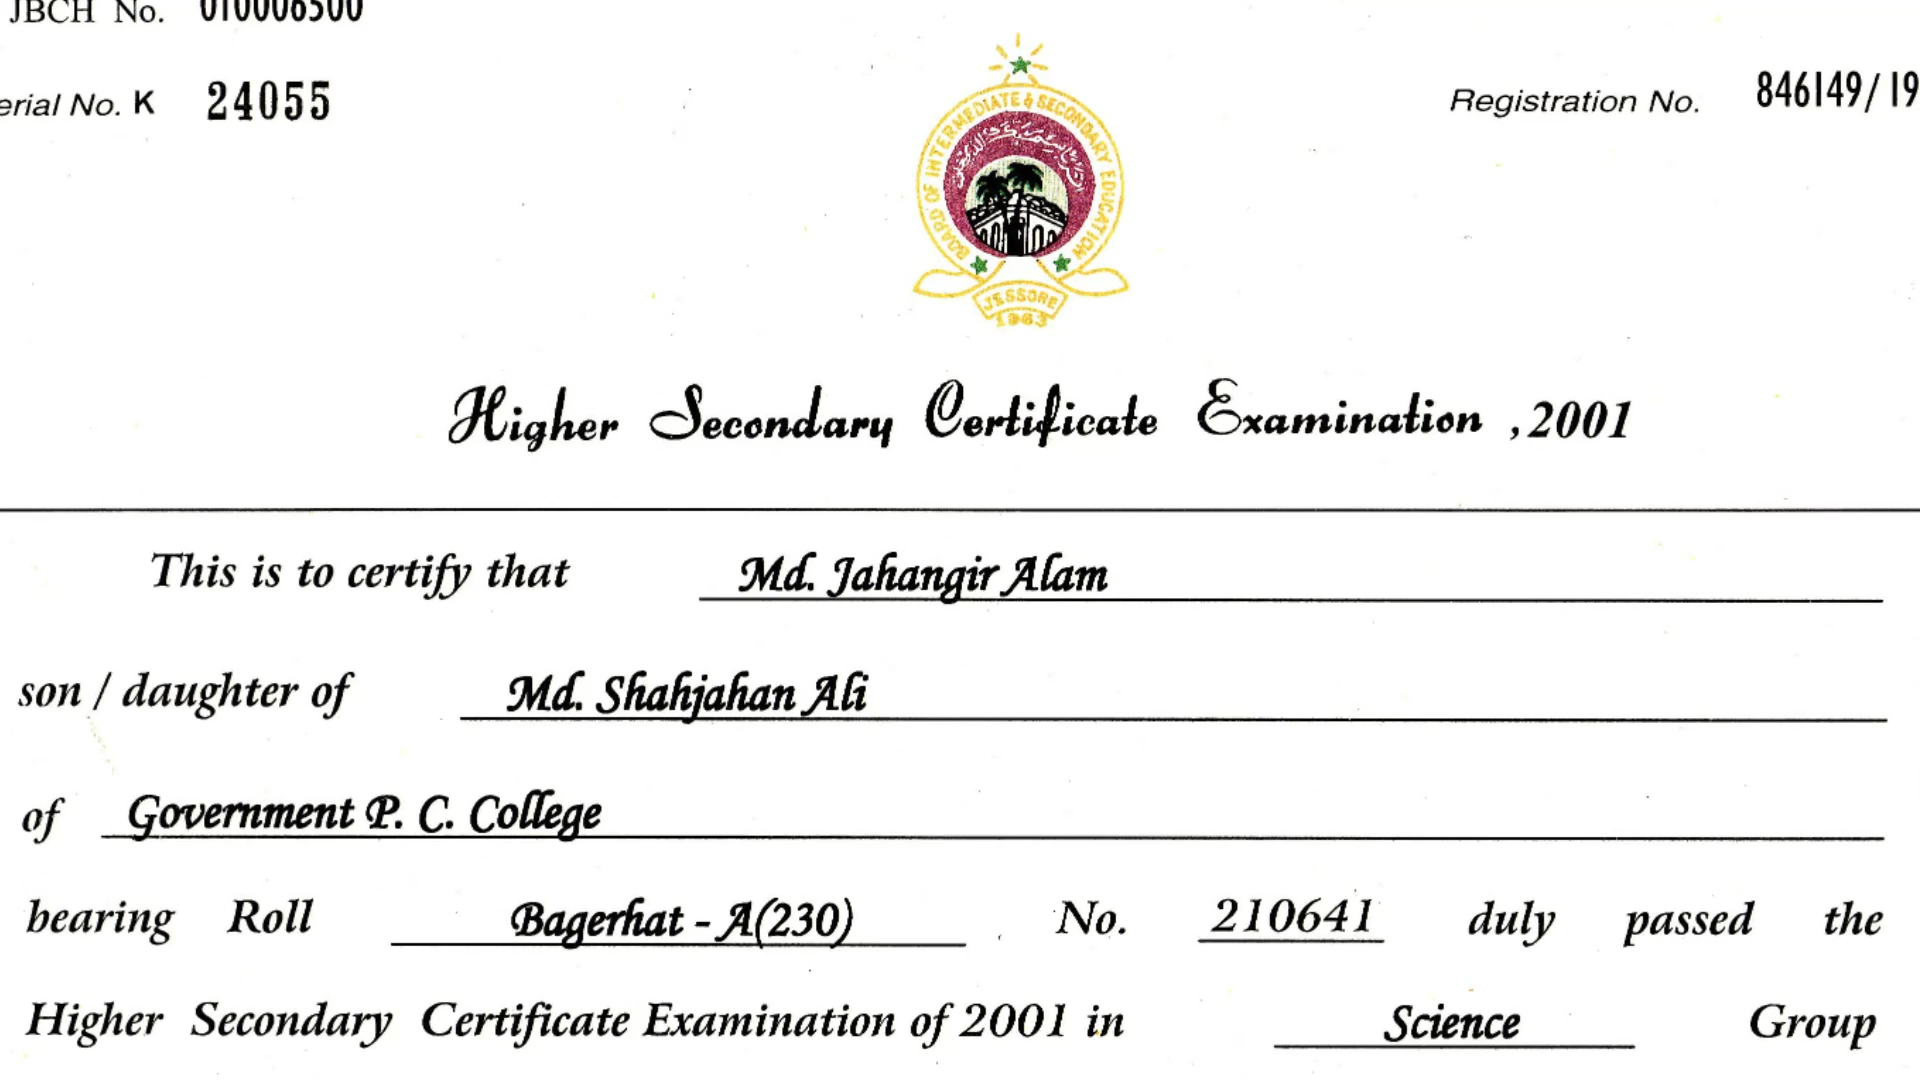 JBCH No. 010006500
erial No. K 24055
Registration No. 846149/19
BOARD OF INTERMEDIATE & SECONDARY EDUCATION
JESSORE
1963
Higher Secondary Certificate Examination ,2001
This is to certify that Md. Jahangir Alam
son / daughter of Md. Shahjahan Ali
of Government P. C. College
bearing Roll Bagerhat - A(230) No. 210641 duly passed the
Higher Secondary Certificate Examination of 2001 in Science Group